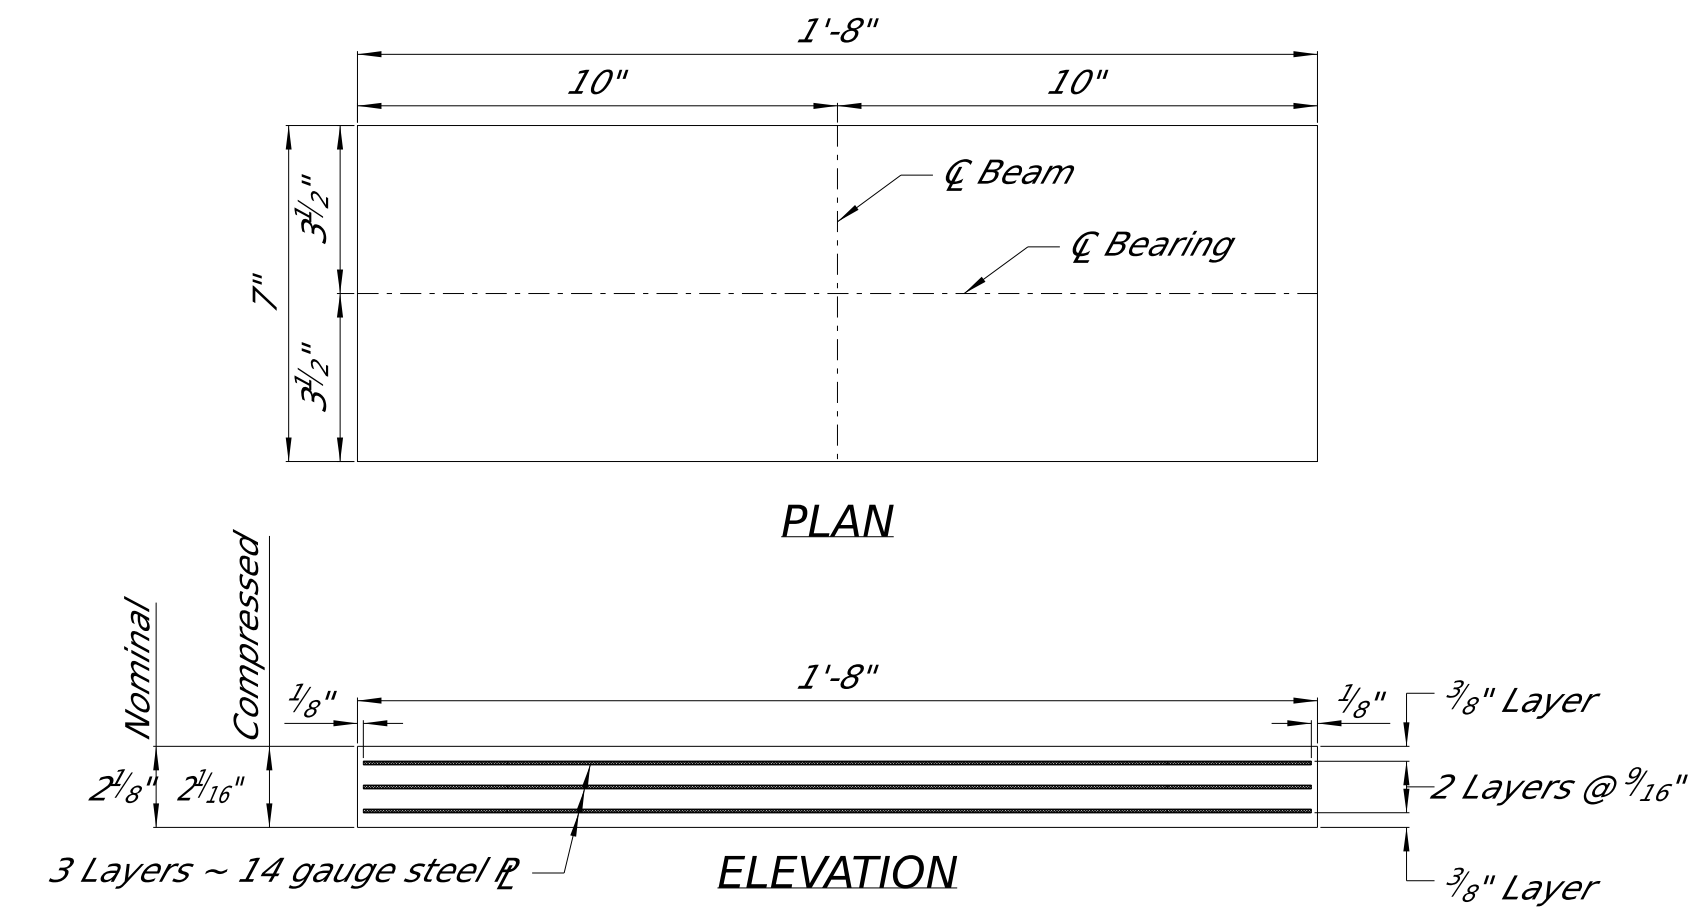 1'-8"
10" 10"
℄ Beam
3½"
℄ Bearing
7"
3½"
PLAN
Nominal
Compressed
1'-8"
⅛" ⅛" ⅜" Layer
2⅛" 2 1/16" 2 Layers @ 9/16"
3 Layers ~ 14 gauge steel ⅊
ELEVATION
⅜" Layer